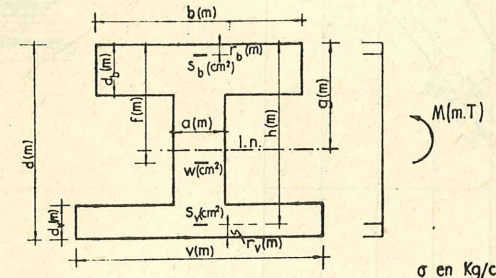 b(m)
r_b(m)
S_b(cm²)
d_b(m)
f(m)
h(m)
g(m)
M(m.T)
a(m)
l.n.
d(m)
w(cm²)
S_v(cm²)
d_v(m)
r_v(m)
v(m)
σ en Kg/c